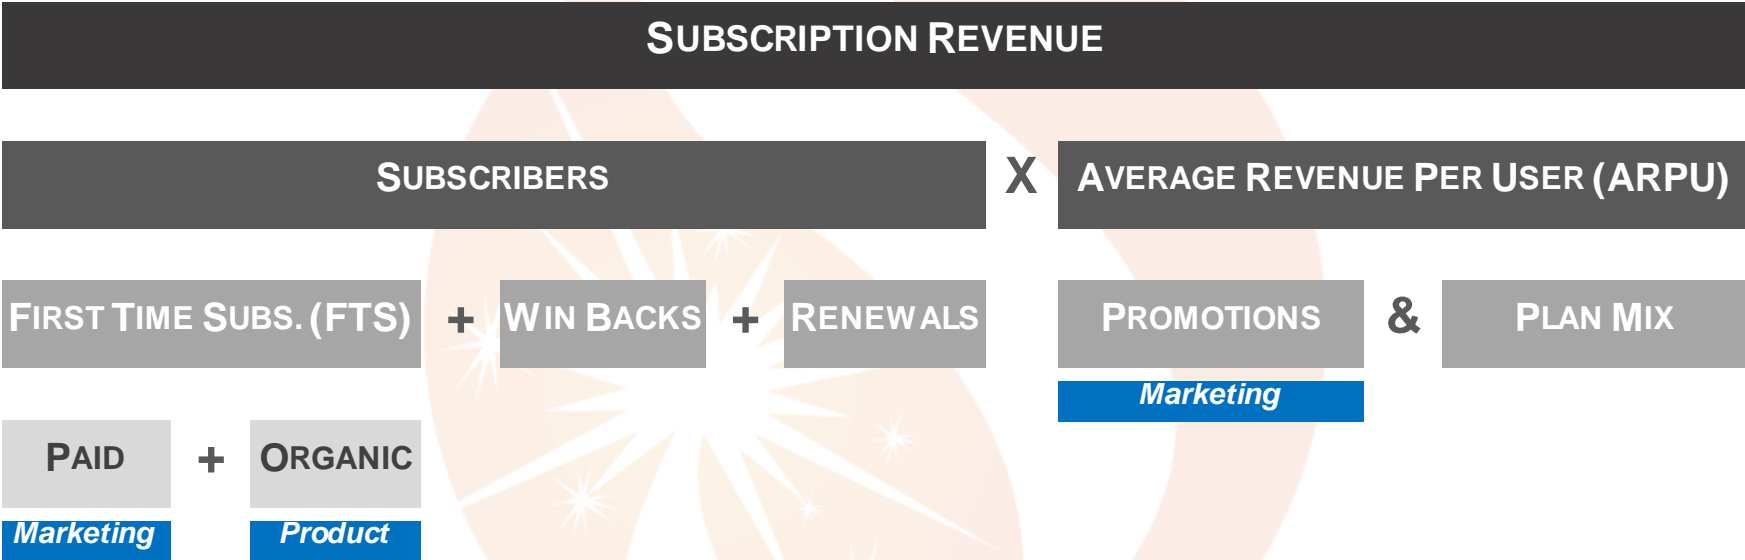 SUBSCRIPTION REVENUE
SUBSCRIBERS X AVERAGE REVENUE PER USER (ARPU)
FIRST TIME SUBS. (FTS) + WIN BACKS + RENEWALS PROMOTIONS & PLAN MIX
Marketing
PAID + ORGANIC
Marketing Product